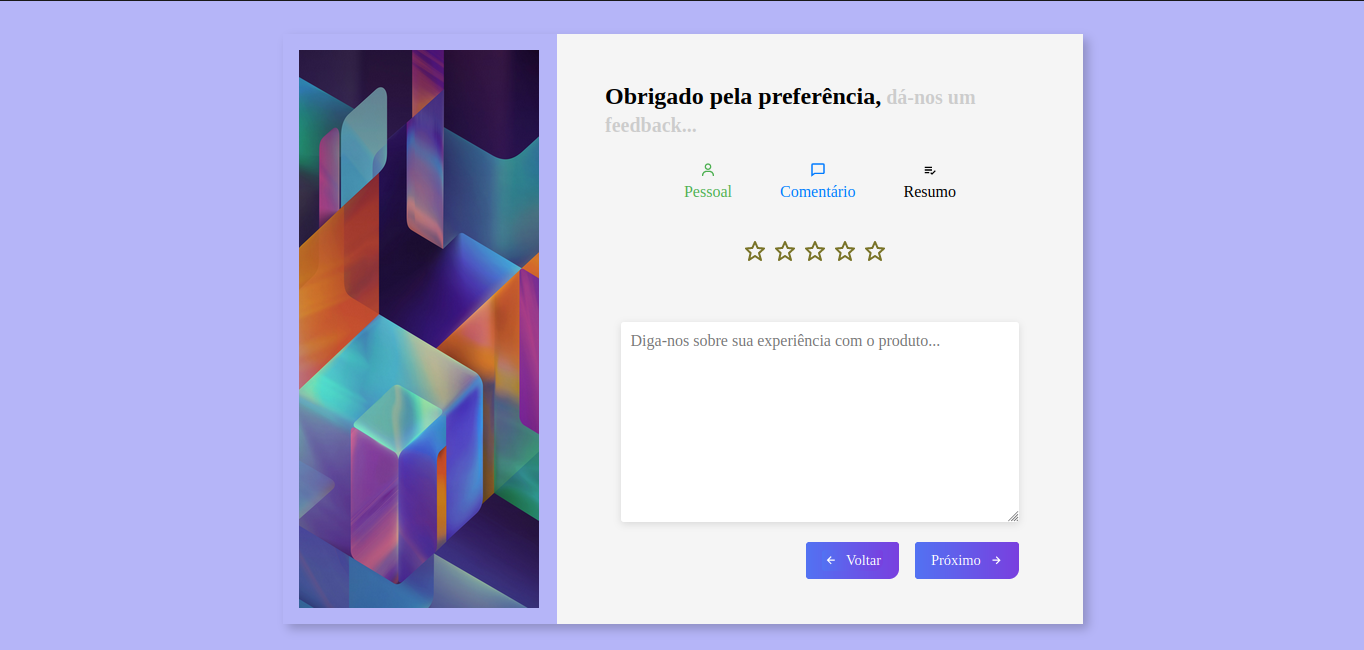 Obrigado pela preferência, dá-nos um
feedback...
Pessoal
Comentário
Resumo
Diga-nos sobre sua experiência com o produto...
Voltar
Próximo